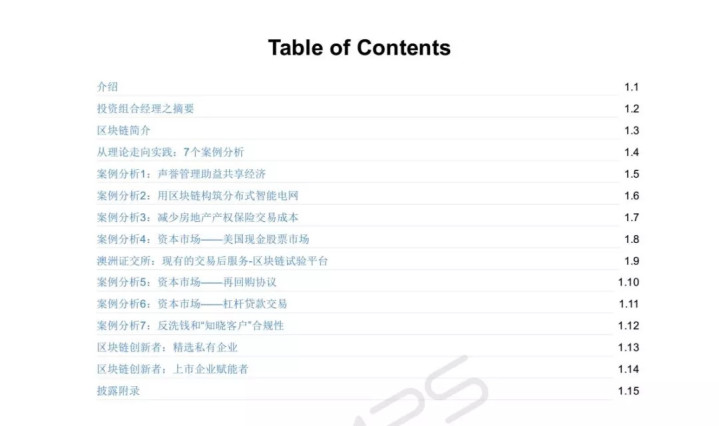 Table of Contents
介绍 1.1
投资组合经理之摘要 1.2
区块链简介 1.3
从理论走向实践：7个案例分析 1.4
案例分析1：声誉管理助益共享经济 1.5
案例分析2：用区块链构筑分布式智能电网 1.6
案例分析3：减少房地产产权保险交易成本 1.7
案例分析4：资本市场——美国现金股票市场 1.8
澳洲证交所：现有的交易后服务-区块链试验平台 1.9
案例分析5：资本市场——再回购协议 1.10
案例分析6：资本市场——杠杆贷款交易 1.11
案例分析7：反洗钱和“知晓客户”合规性 1.12
区块链创新者：精选私有企业 1.13
区块链创新者：上市企业赋能者 1.14
披露附录 1.15